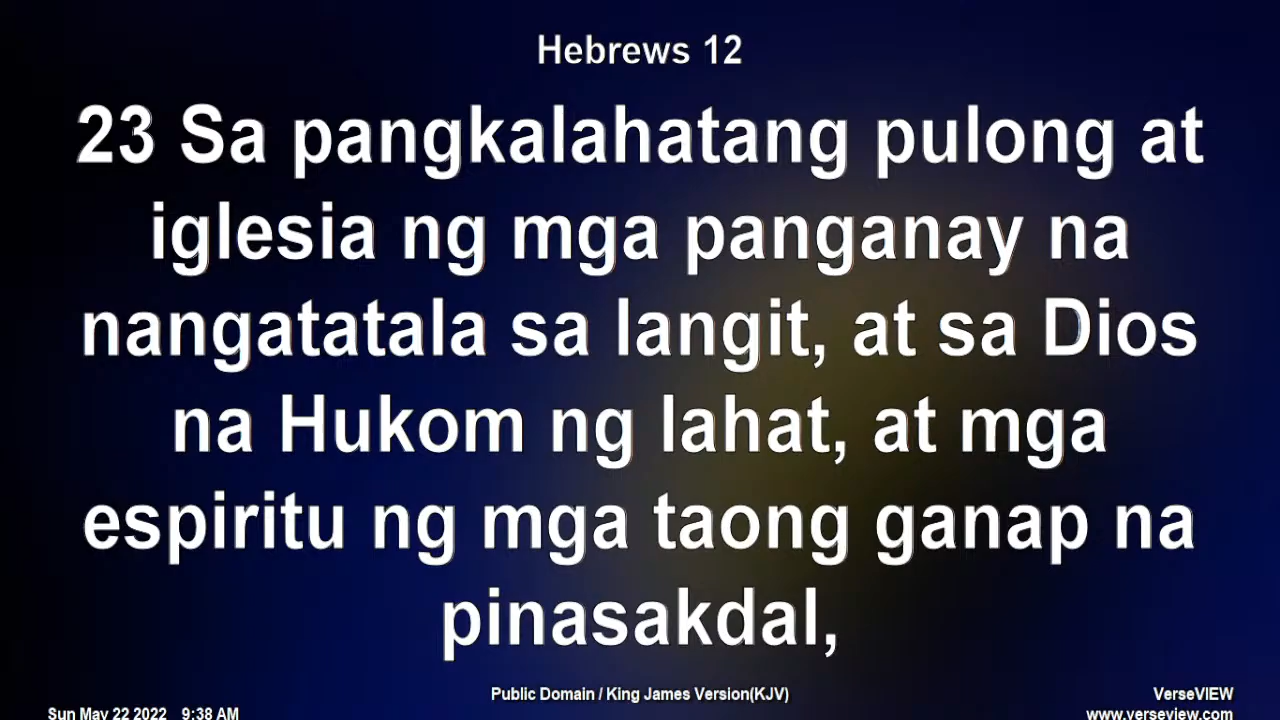 Hebrews 12
23 Sa pangkalahatang pulong at
iglesia ng mga panganay na
nangatatala sa langit, at sa Dios
na Hukom ng lahat, at mga
espiritu ng mga taong ganap na
pinasakdal,
Public Domain / King James Version(KJV)
VerseVIEW
Sun May 22 2022 9:38 AM
www.verseview.com